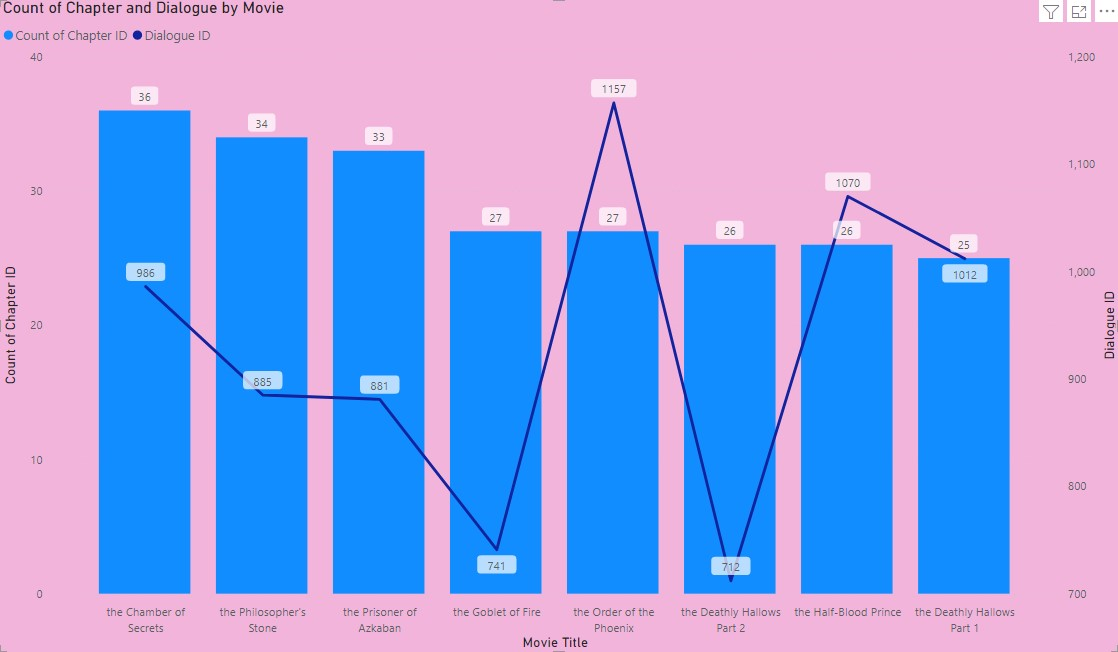 Count of Chapter and Dialogue by Movie
Count of Chapter ID Dialogue ID
40
30
20
10
0
Count of Chapter ID
1,200
1,100
1,000
900
800
700
Dialogue ID
36
34
33
27
27
26
26
25
986
885
881
741
1157
712
1070
1012
the Chamber of
Secrets
the Philosopher's
Stone
the Prisoner of
Azkaban
the Goblet of Fire
the Order of the
Phoenix
the Deathly Hallows
Part 2
the Half-Blood Prince
the Deathly Hallows
Part 1
Movie Title